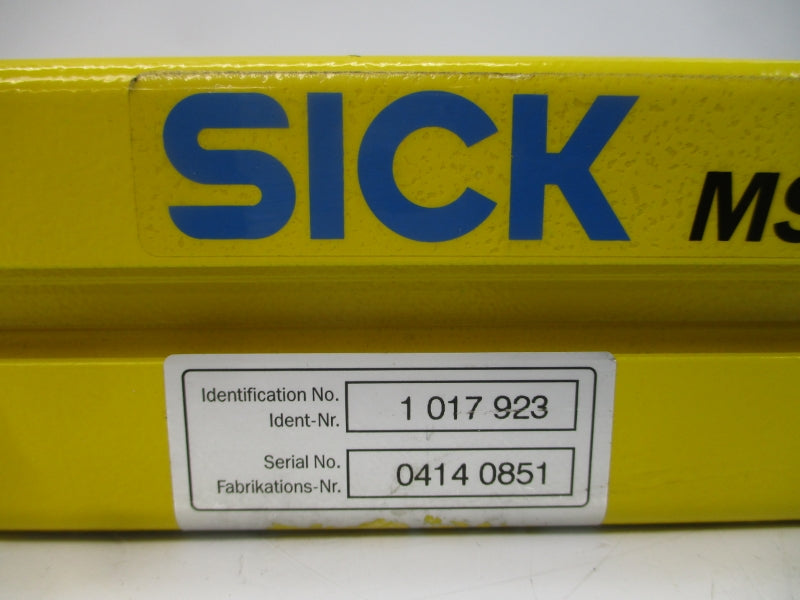 SICK MS
Identification No. 1 017 923
Ident-Nr.
Serial No. 0414 0851
Fabrikations-Nr.